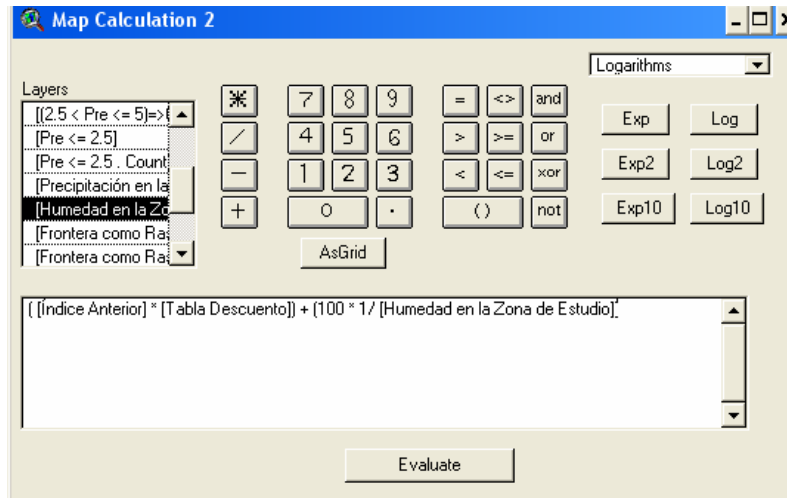 Map Calculation 2
Logarithms
Layers
[(2.5 < Pre <= 5)=>
[Pre <= 2.5]
[Pre <= 2.5 . Count
[Precipitación en la
[Humedad en la Zo
[Frontera como Ras
[Frontera como Ras
* 7 8 9 = <> and
/ 4 5 6 > >= or
- 1 2 3 < <= xor
+ 0 . ( ) not
Exp Log
Exp2 Log2
Exp10 Log10
AsGrid
( [Índice Anterior] * [Tabla Descuento]) + (100 * 1/ [Humedad en la Zona de Estudio]
Evaluate